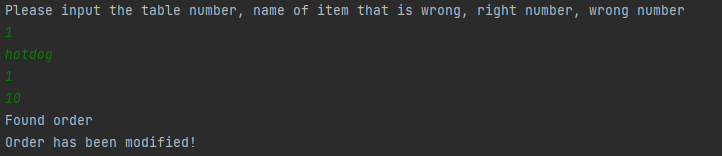 Please input the table number, name of item that is wrong, right number, wrong number
1
hotdog
1
10
Found order
Order has been modified!